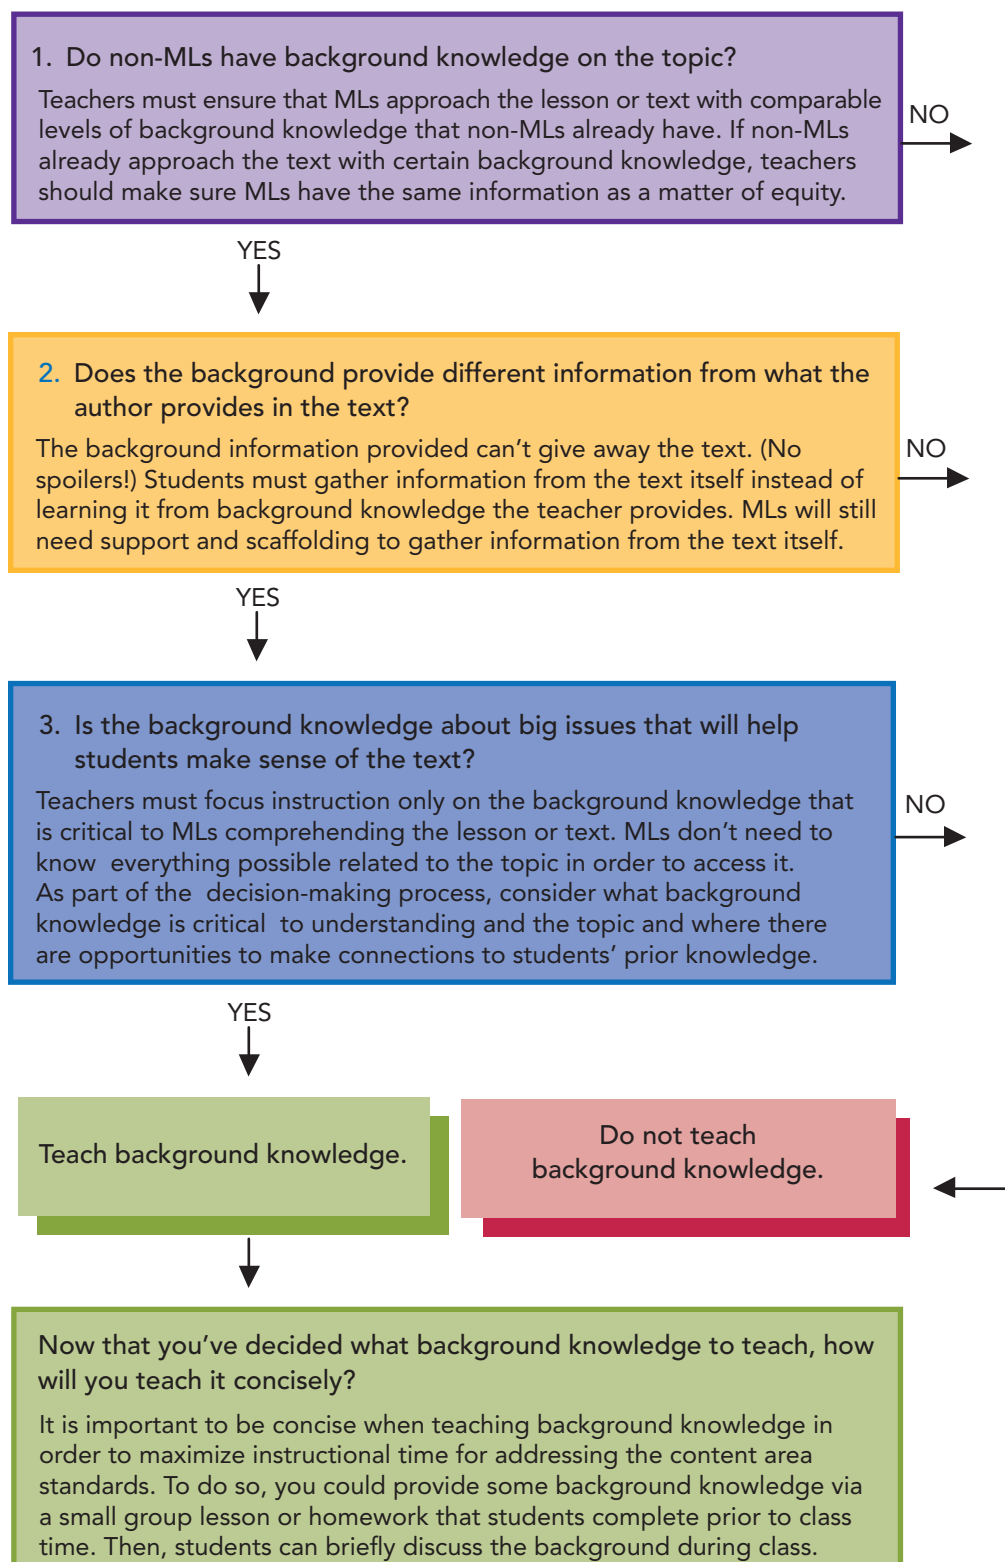 1. Do non-MLs have background knowledge on the topic?
Teachers must ensure that MLs approach the lesson or text with comparable
levels of background knowledge that non-MLs already have. If non-MLs
already approach the text with certain background knowledge, teachers
should make sure MLs have the same information as a matter of equity.
NO
YES
2. Does the background provide different information from what the
author provides in the text?
The background information provided can't give away the text. (No
spoilers!) Students must gather information from the text itself instead of
learning it from background knowledge the teacher provides. MLs will still
need support and scaffolding to gather information from the text itself.
NO
YES
3. Is the background knowledge about big issues that will help
students make sense of the text?
Teachers must focus instruction only on the background knowledge that
is critical to MLs comprehending the lesson or text. MLs don't need to
know everything possible related to the topic in order to access it.
As part of the decision-making process, consider what background
knowledge is critical to understanding and the topic and where there
are opportunities to make connections to students' prior knowledge.
NO
YES
Teach background knowledge.
Do not teach
background knowledge.
Now that you've decided what background knowledge to teach, how
will you teach it concisely?
It is important to be concise when teaching background knowledge in
order to maximize instructional time for addressing the content area
standards. To do so, you could provide some background knowledge via
a small group lesson or homework that students complete prior to class
time. Then, students can briefly discuss the background during class.